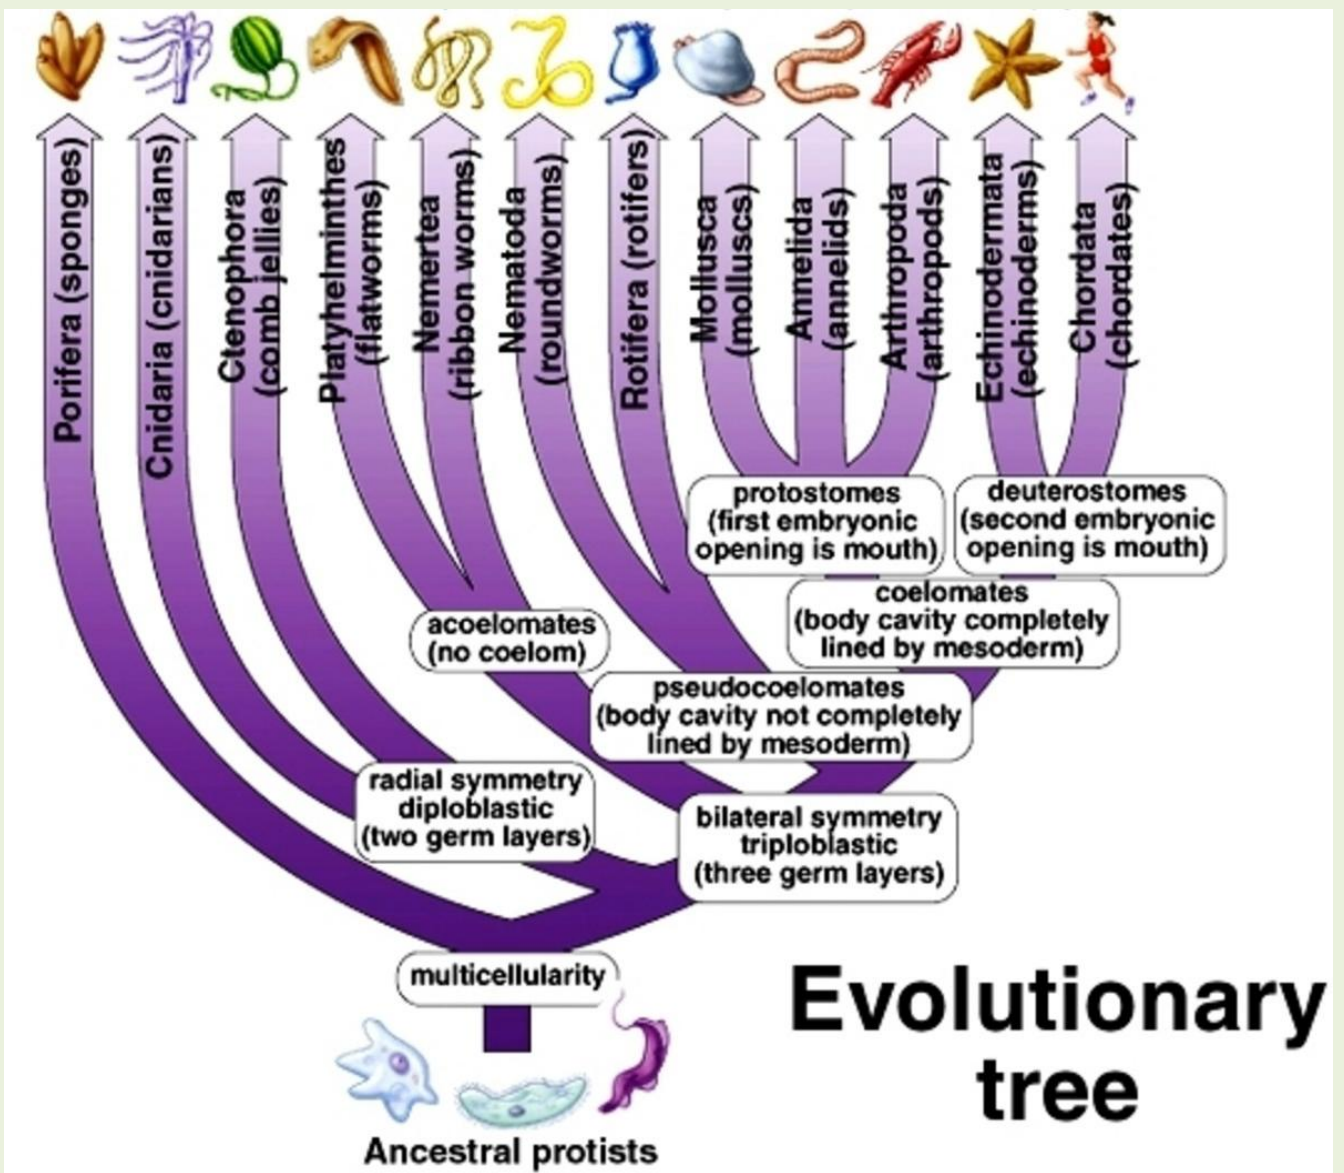 Porifera (sponges)
Cnidaria (cnidarians)
Ctenophora
(comb jellies)
Platyhelminthes
(flatworms)
Nemertea
(ribbon worms)
Nematoda
(roundworms)
Rotifera (rotifers)
Mollusca
(molluscs)
Annelida
(annelids)
Arthropoda
(arthropods)
Echinodermata
(echinoderms)
Chordata
(chordates)
protostomes
(first embryonic
opening is mouth)
deuterostomes
(second embryonic
opening is mouth)
coelomates
(body cavity completely
lined by mesoderm)
acoelomates
(no coelom)
pseudocoelomates
(body cavity not completely
lined by mesoderm)
radial symmetry
diploblastic
(two germ layers)
bilateral symmetry
triploblastic
(three germ layers)
multicellularity
Evolutionary
tree
Ancestral protists